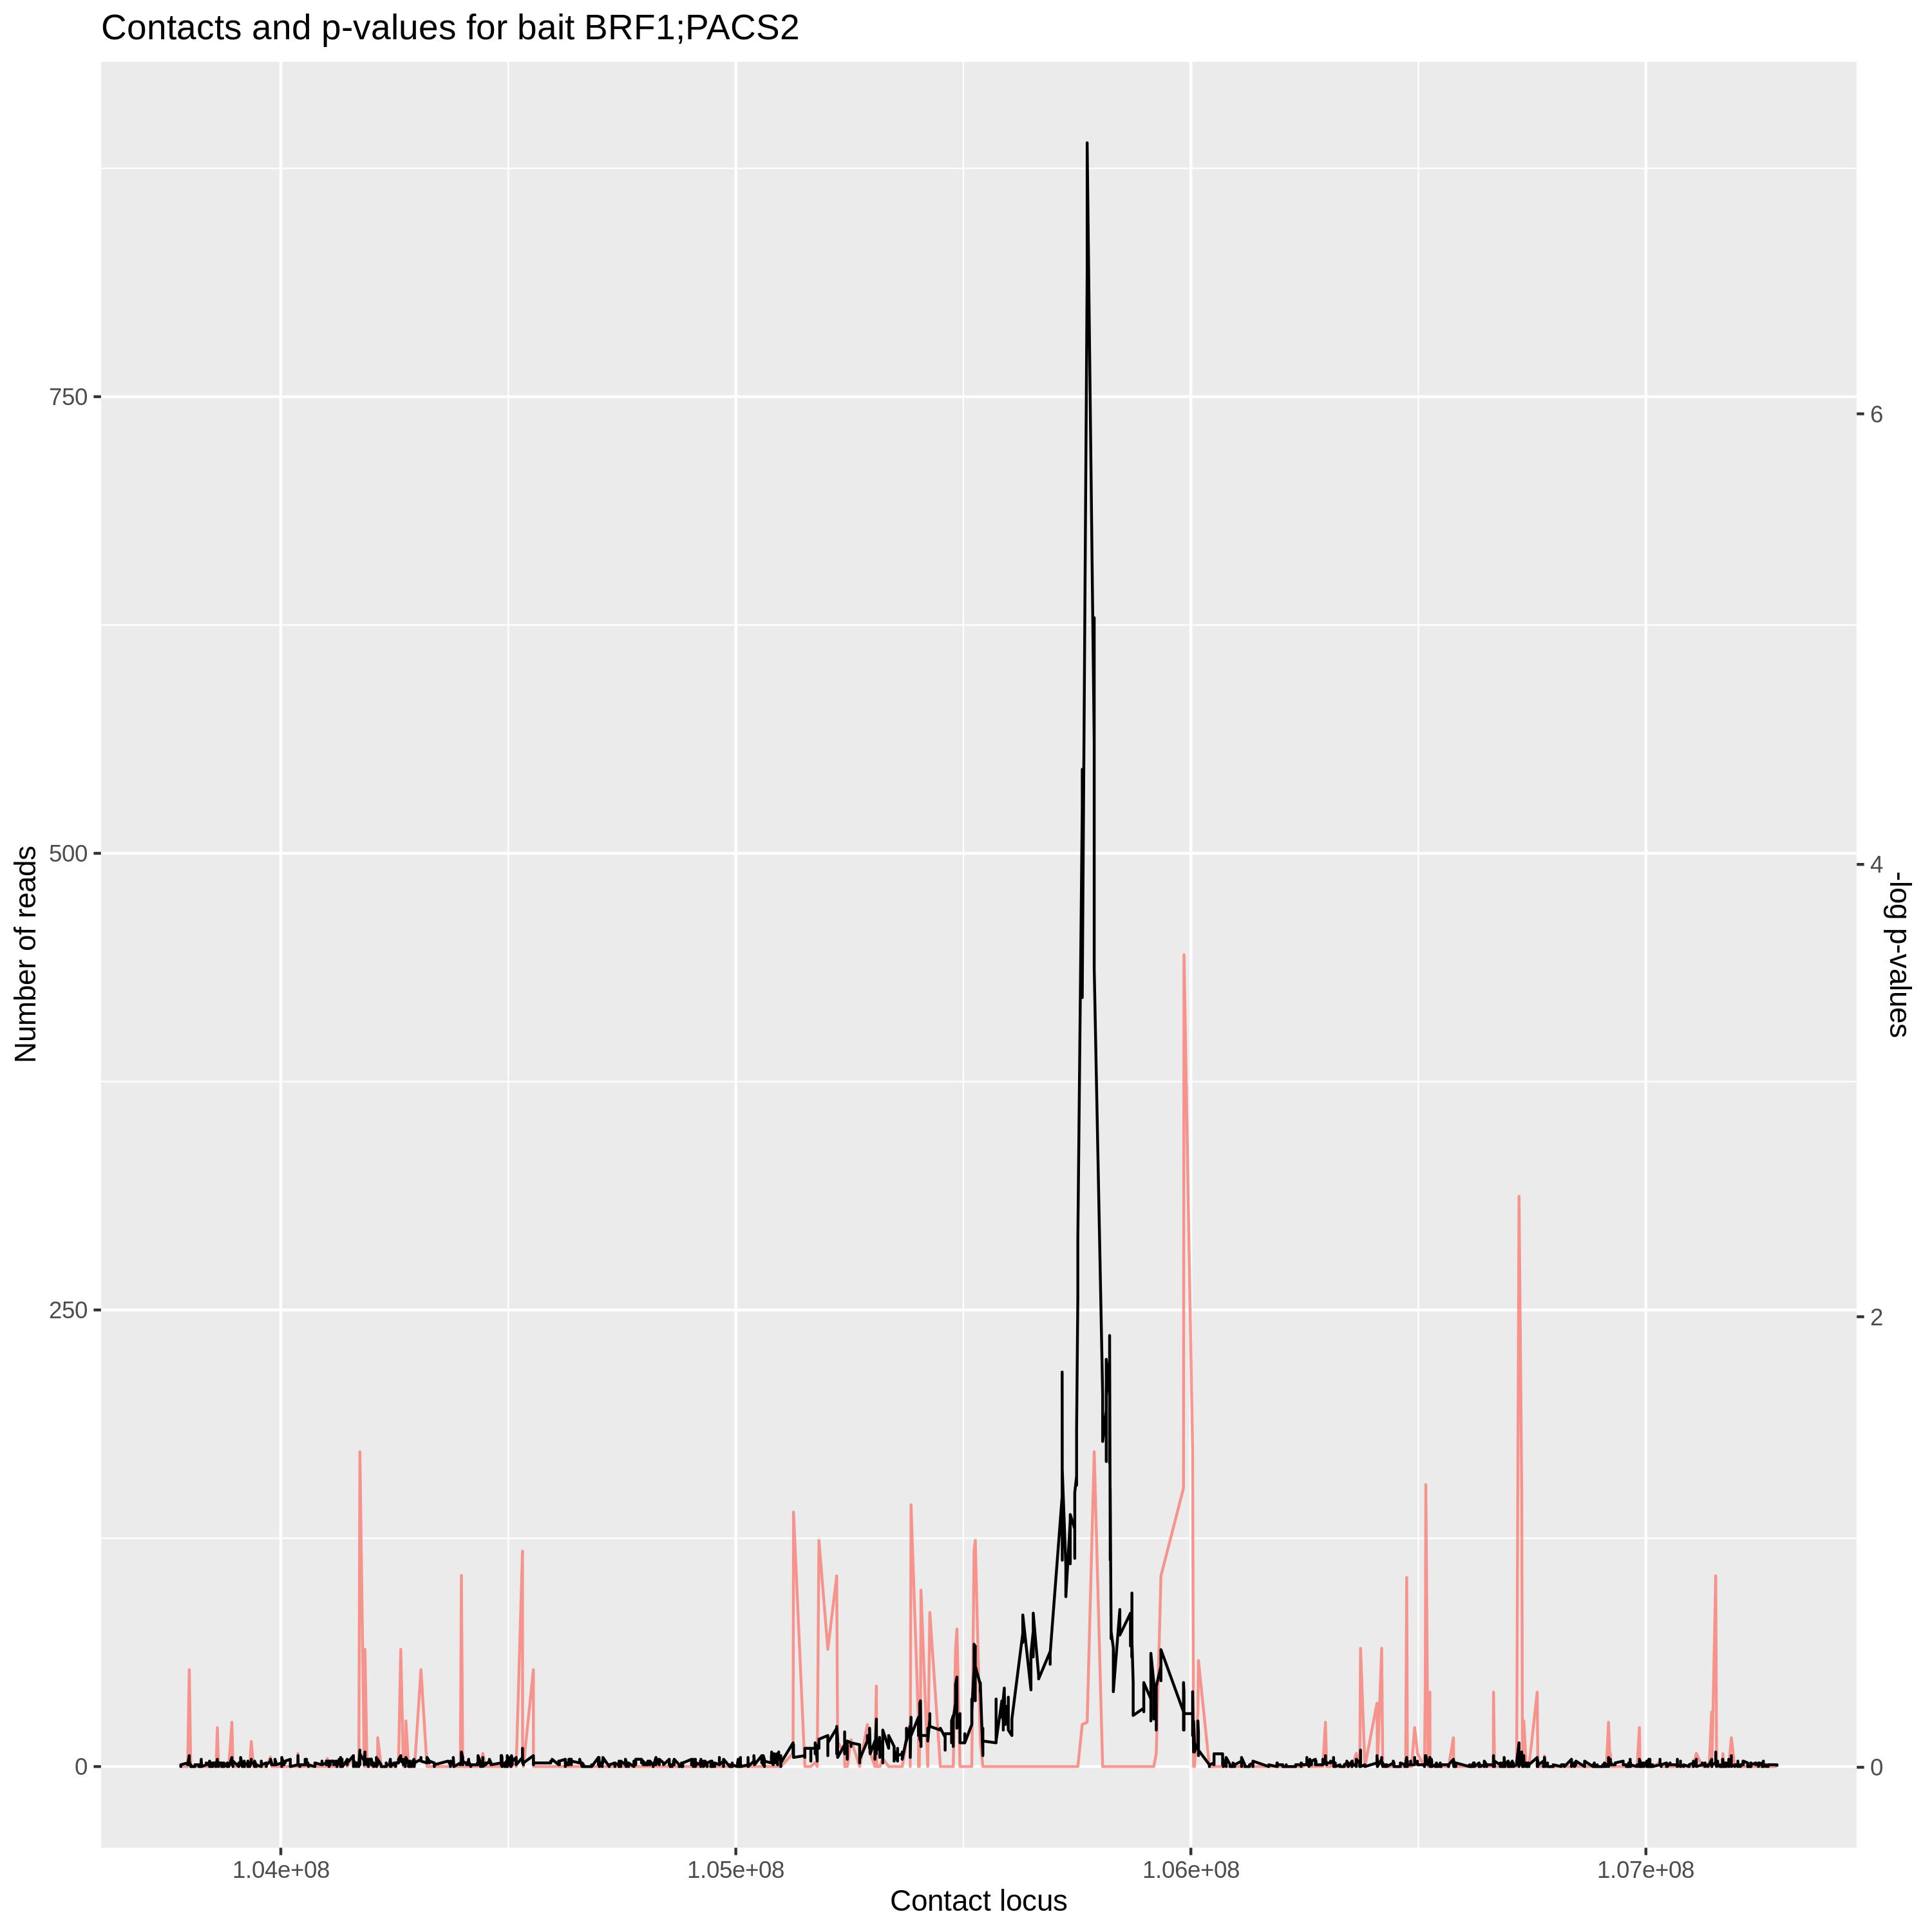 Contacts and p-values for bait BRF1;PACS2
750
500
250
0
Number of reads
6
4
2
0
-log p-values
1.04e+08
1.05e+08
1.06e+08
1.07e+08
Contact locus